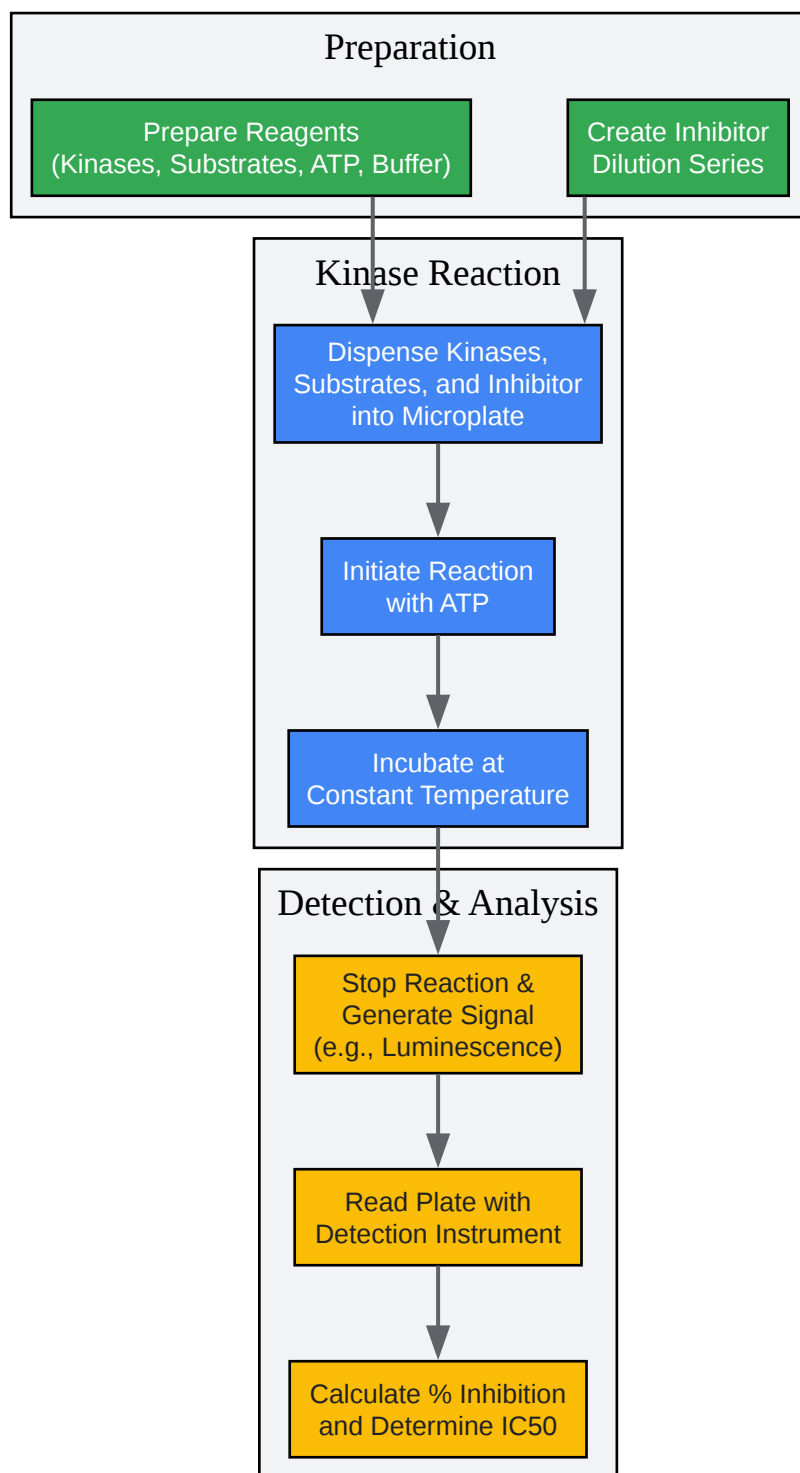 Preparation
Prepare Reagents
(Kinases, Substrates, ATP, Buffer)
Create Inhibitor
Dilution Series
Kinase Reaction
Dispense Kinases,
Substrates, and Inhibitor
into Microplate
Initiate Reaction
with ATP
Incubate at
Constant Temperature
Detection & Analysis
Stop Reaction &
Generate Signal
(e.g., Luminescence)
Read Plate with
Detection Instrument
Calculate % Inhibition
and Determine IC50